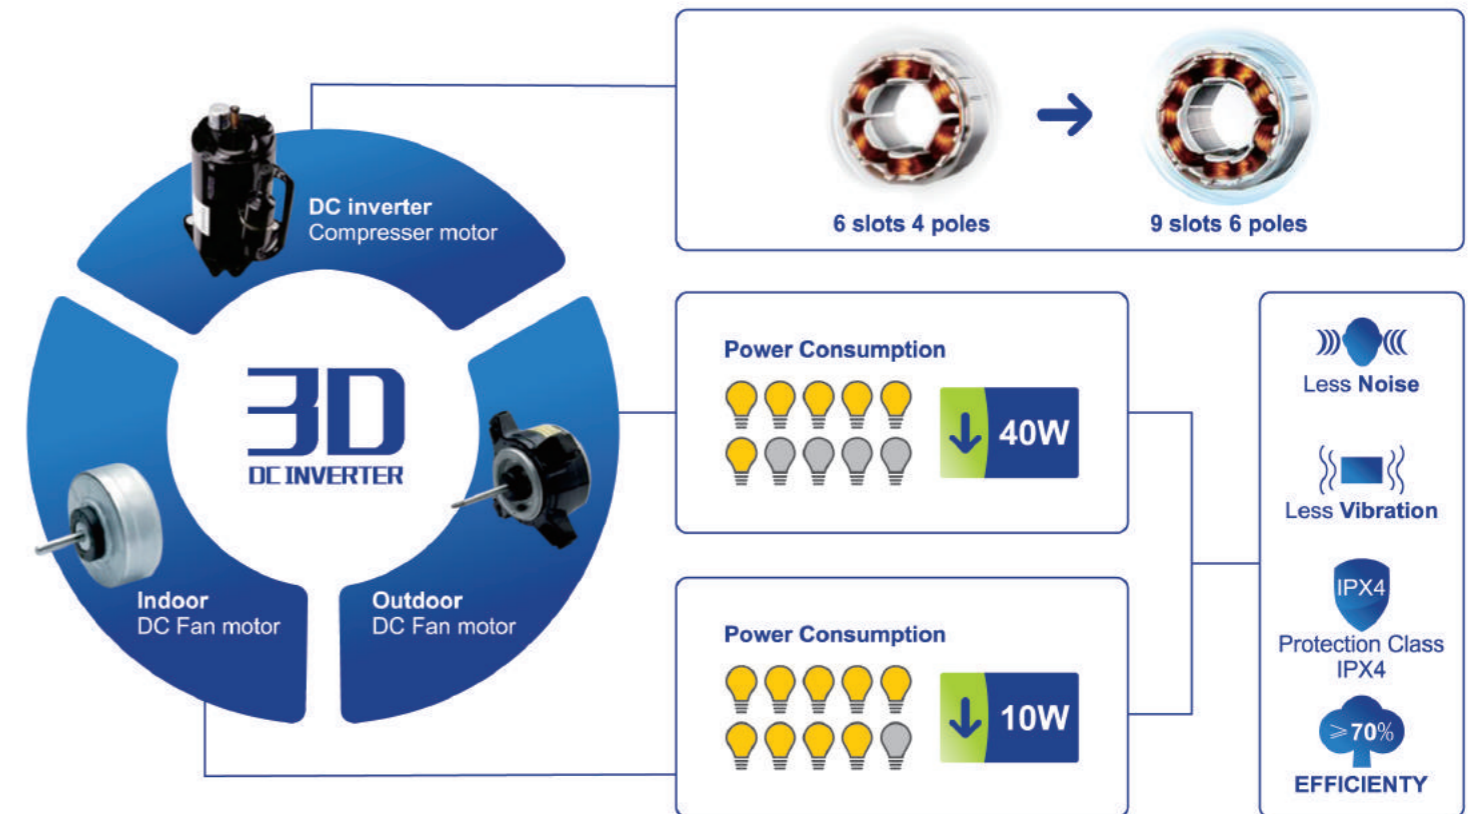 DC inverter
Compresser motor
6 slots 4 poles
9 slots 6 poles
3D
DC INVERTER
Indoor
DC Fan motor
Outdoor
DC Fan motor
Power Consumption
40W
Power Consumption
10W
Less Noise
Less Vibration
IPX4
Protection Class
IPX4
⩾70%
EFFICIENTY